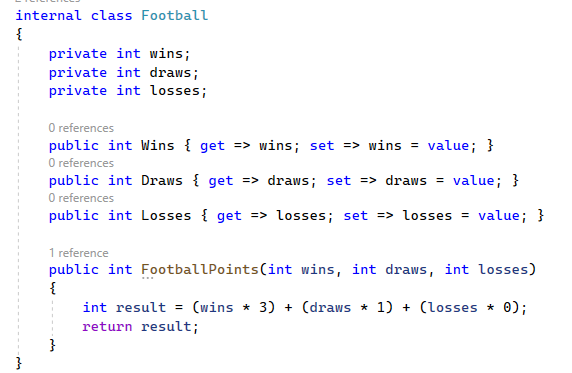 2 references
internal class Football
{
private int wins;
private int draws;
private int losses;
0 references
public int Wins { get => wins; set => wins = value; }
0 references
public int Draws { get => draws; set => draws = value; }
0 references
public int Losses { get => losses; set => losses = value; }
1 reference
public int FootballPoints(int wins, int draws, int losses)
{
int result = (wins * 3) + (draws * 1) + (losses * 0);
return result;
}
}